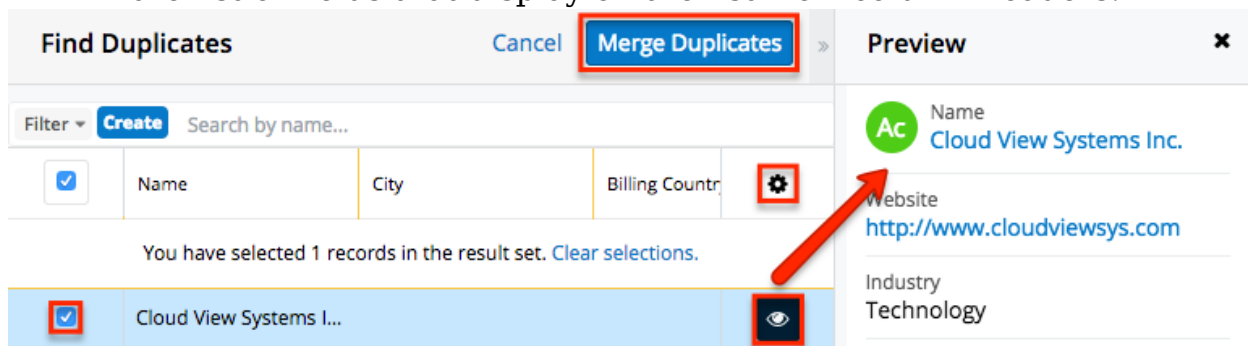 Find Duplicates Cancel Merge Duplicates » Preview ×
Filter Create Search by name...
Name City Billing Countr
You have selected 1 records in the result set. Clear selections.
Cloud View Systems I...
Ac Name
Cloud View Systems Inc.
Website
http://www.cloudviewsys.com
Industry
Technology